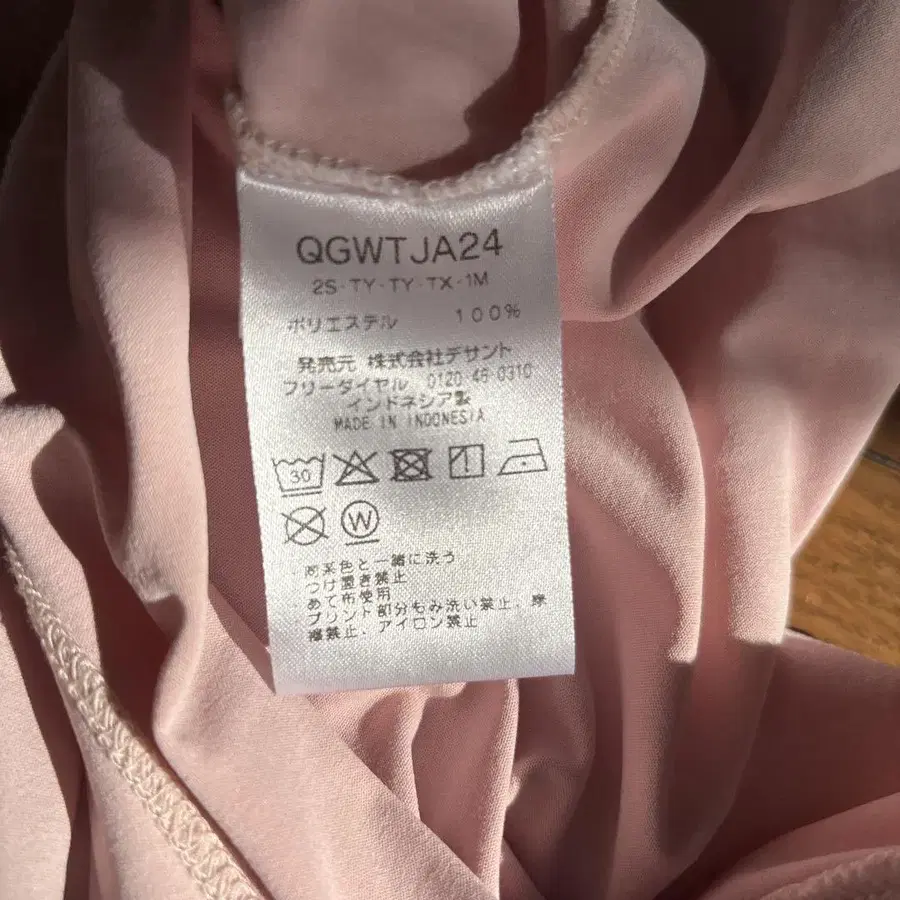 QGWTJA24
2S-TY-TY-TX-1M
ポリエステル 100%
発売元 株式会社デサント
フリーダイヤル 0120 46 0310
インドネシア製
MADE IN INDONESIA
30
W
同系色と一緒に洗う
つけ置き禁止
あて布使用
プリント部分もみ洗い禁止、摩
擦禁止、アイロン禁止